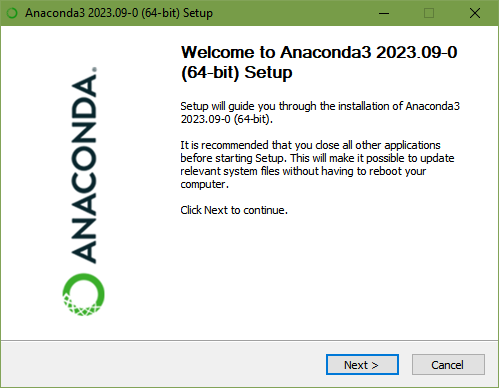 Anaconda3 2023.09-0 (64-bit) Setup
ANACONDA.
Welcome to Anaconda3 2023.09-0
(64-bit) Setup
Setup will guide you through the installation of Anaconda3
2023.09-0 (64-bit).
It is recommended that you close all other applications
before starting Setup. This will make it possible to update
relevant system files without having to reboot your
computer.
Click Next to continue.
Next >
Cancel